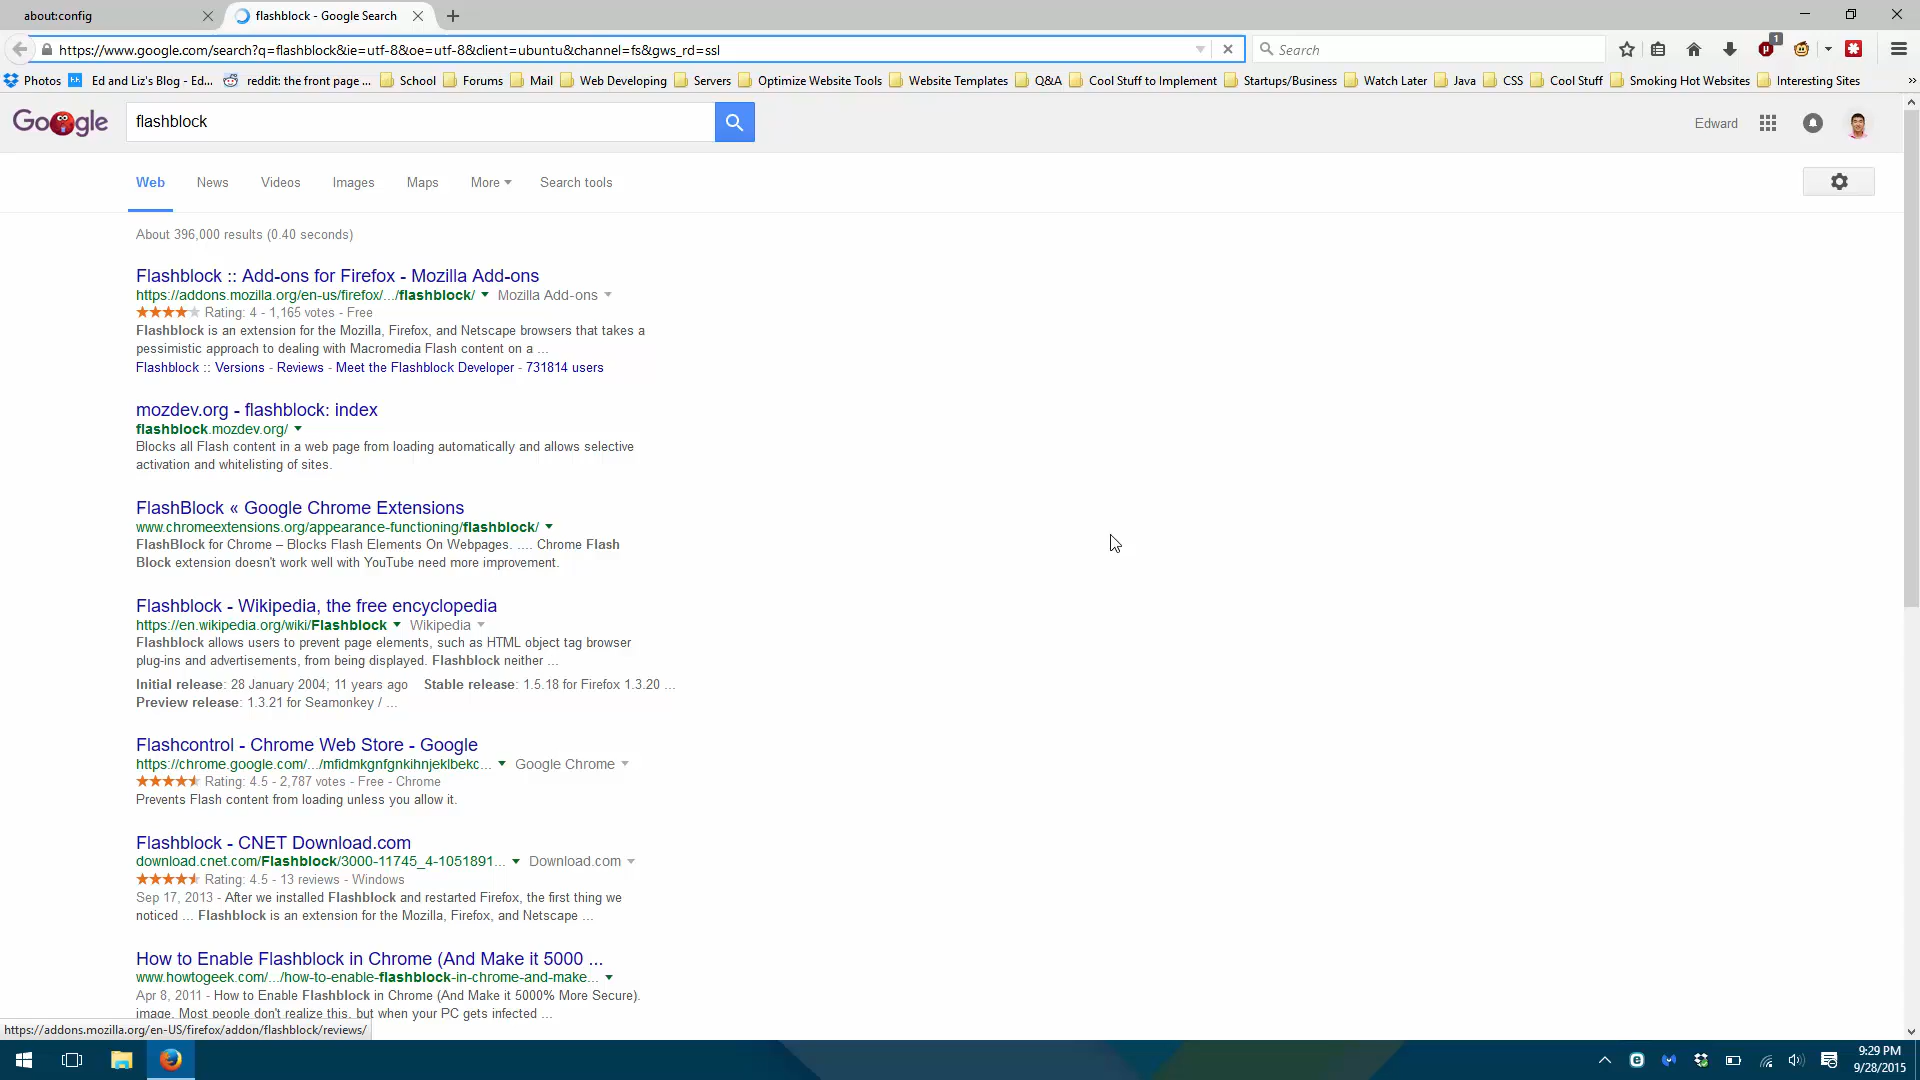 about:config
flashblock - Google Search
https://www.google.com/search?q=flashblock&ie=utf-8&oe=utf-8&client=ubuntu&channel=fs&gws_rd=ssl
Search
1
Photos
Ed and Liz's Blog - Ed...
reddit: the front page ...
School
Forums
Mail
Web Developing
Servers
Optimize Website Tools
Website Templates
Q&A
Cool Stuff to Implement
Startups/Business
Watch Later
Java
CSS
Cool Stuff
Smoking Hot Websites
Interesting Sites
Google
flashblock
Edward
Web
News
Videos
Images
Maps
More
Search tools
About 396,000 results (0.40 seconds)
Flashblock :: Add-ons for Firefox - Mozilla Add-ons
https://addons.mozilla.org/en-us/firefox/.../flashblock/ Mozilla Add-ons
Rating: 4 - 1,165 votes - Free
Flashblock is an extension for the Mozilla, Firefox, and Netscape browsers that takes a
pessimistic approach to dealing with Macromedia Flash content on a ...
Flashblock :: Versions - Reviews - Meet the Flashblock Developer - 731814 users
mozdev.org - flashblock: index
flashblock.mozdev.org/
Blocks all Flash content in a web page from loading automatically and allows selective
activation and whitelisting of sites.
FlashBlock « Google Chrome Extensions
www.chromeextensions.org/appearance-functioning/flashblock/
FlashBlock for Chrome – Blocks Flash Elements On Webpages. .... Chrome Flash
Block extension doesn't work well with YouTube need more improvement.
Flashblock - Wikipedia, the free encyclopedia
https://en.wikipedia.org/wiki/Flashblock Wikipedia
Flashblock allows users to prevent page elements, such as HTML object tag browser
plug-ins and advertisements, from being displayed. Flashblock neither ...
Initial release: 28 January 2004; 11 years ago Stable release: 1.5.18 for Firefox 1.3.20 ...
Preview release: 1.3.21 for Seamonkey / ...
Flashcontrol - Chrome Web Store - Google
https://chrome.google.com/.../mfidmkgnfgnkihnjeklbekc... Google Chrome
Rating: 4.5 - 2,787 votes - Free - Chrome
Prevents Flash content from loading unless you allow it.
Flashblock - CNET Download.com
download.cnet.com/Flashblock/3000-11745_4-1051891... Download.com
Rating: 4.5 - 13 reviews - Windows
Sep 17, 2013 - After we installed Flashblock and restarted Firefox, the first thing we
noticed ... Flashblock is an extension for the Mozilla, Firefox, and Netscape ...
How to Enable Flashblock in Chrome (And Make it 5000 ...
www.howtogeek.com/.../how-to-enable-flashblock-in-chrome-and-make...
Apr 8, 2011 - How to Enable Flashblock in Chrome (And Make it 5000% More Secure).
image. Most people don't realize this, but when your PC gets infected ...
https://addons.mozilla.org/en-US/firefox/addon/flashblock/reviews/
9:29 PM
9/28/2015